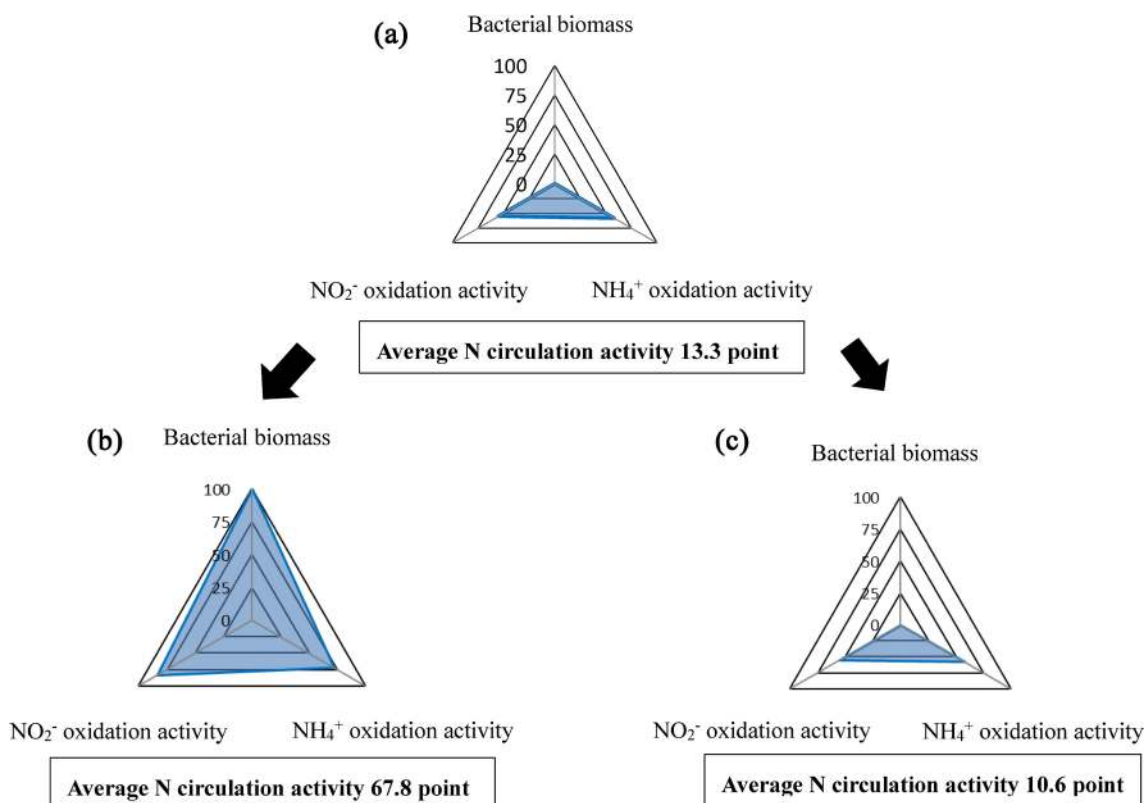 (a)
Bacterial biomass
100
75
50
25
0
NO₂⁻ oxidation activity
NH₄⁺ oxidation activity
Average N circulation activity 13.3 point
(b)
Bacterial biomass
100
75
50
25
0
NO₂⁻ oxidation activity
NH₄⁺ oxidation activity
Average N circulation activity 67.8 point
(c)
Bacterial biomass
100
75
50
25
0
NO₂⁻ oxidation activity
NH₄⁺ oxidation activity
Average N circulation activity 10.6 point